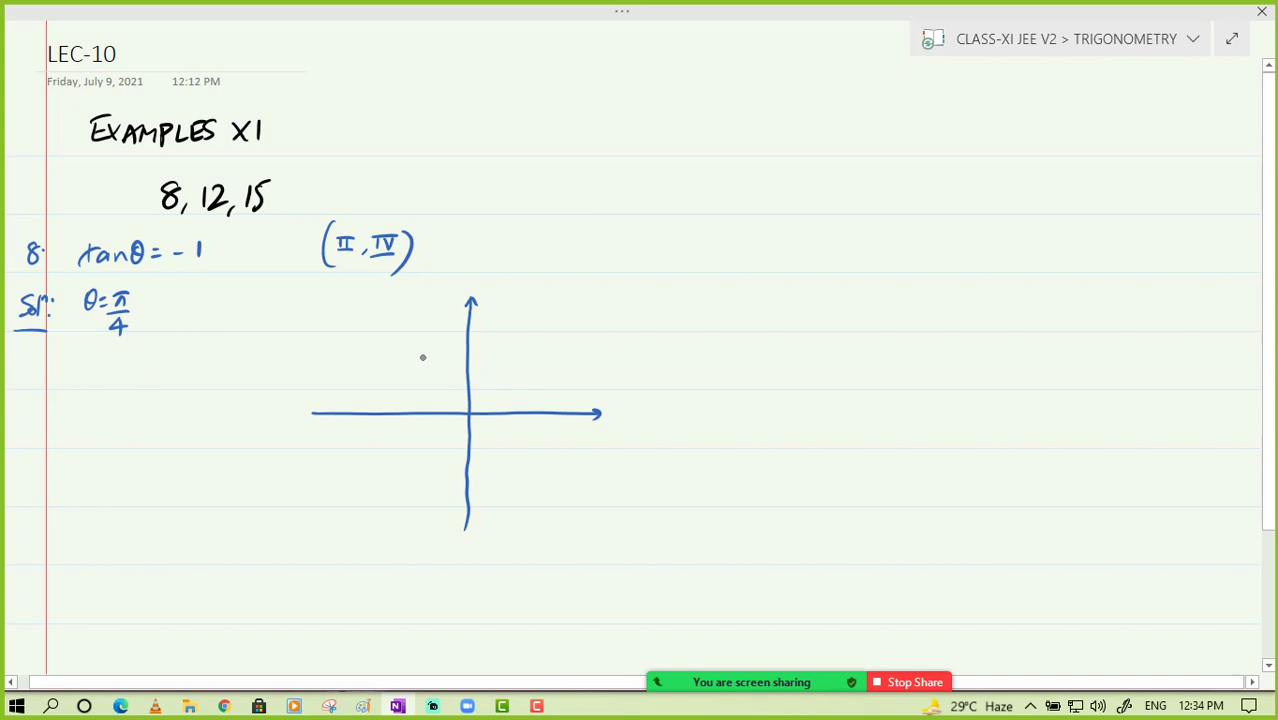 LEC-10
CLASS-XI JEE V2 > TRIGONOMETRY
Friday, July 9, 2021 12:12 PM
EXAMPLES XI
8, 12, 15
8. tanθ = - 1 (II, IV)
Solⁿ: θ = π/4
You are screen sharing Stop Share
29°C Haze ENG 12:34 PM